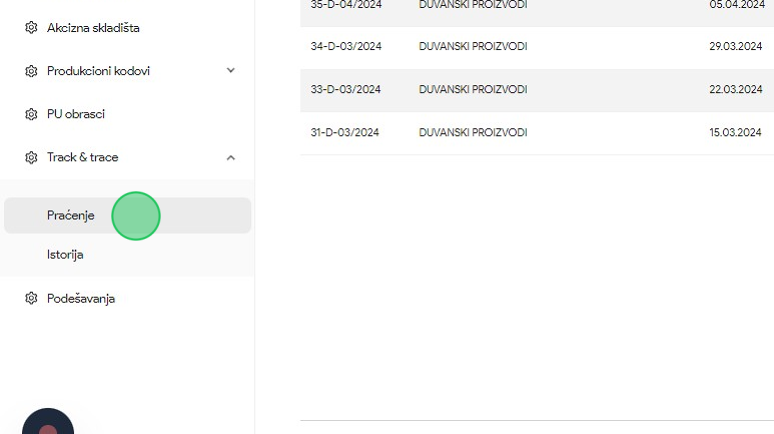 Akcizna skladišta
Produkcioni kodovi
PU obrasci
Track & trace
Praćenje
Istorija
Podešavanja
35-D-04/2024 DUVANSKI PROIZVODI 05.04.2024
34-D-03/2024 DUVANSKI PROIZVODI 29.03.2024
33-D-03/2024 DUVANSKI PROIZVODI 22.03.2024
31-D-03/2024 DUVANSKI PROIZVODI 15.03.2024